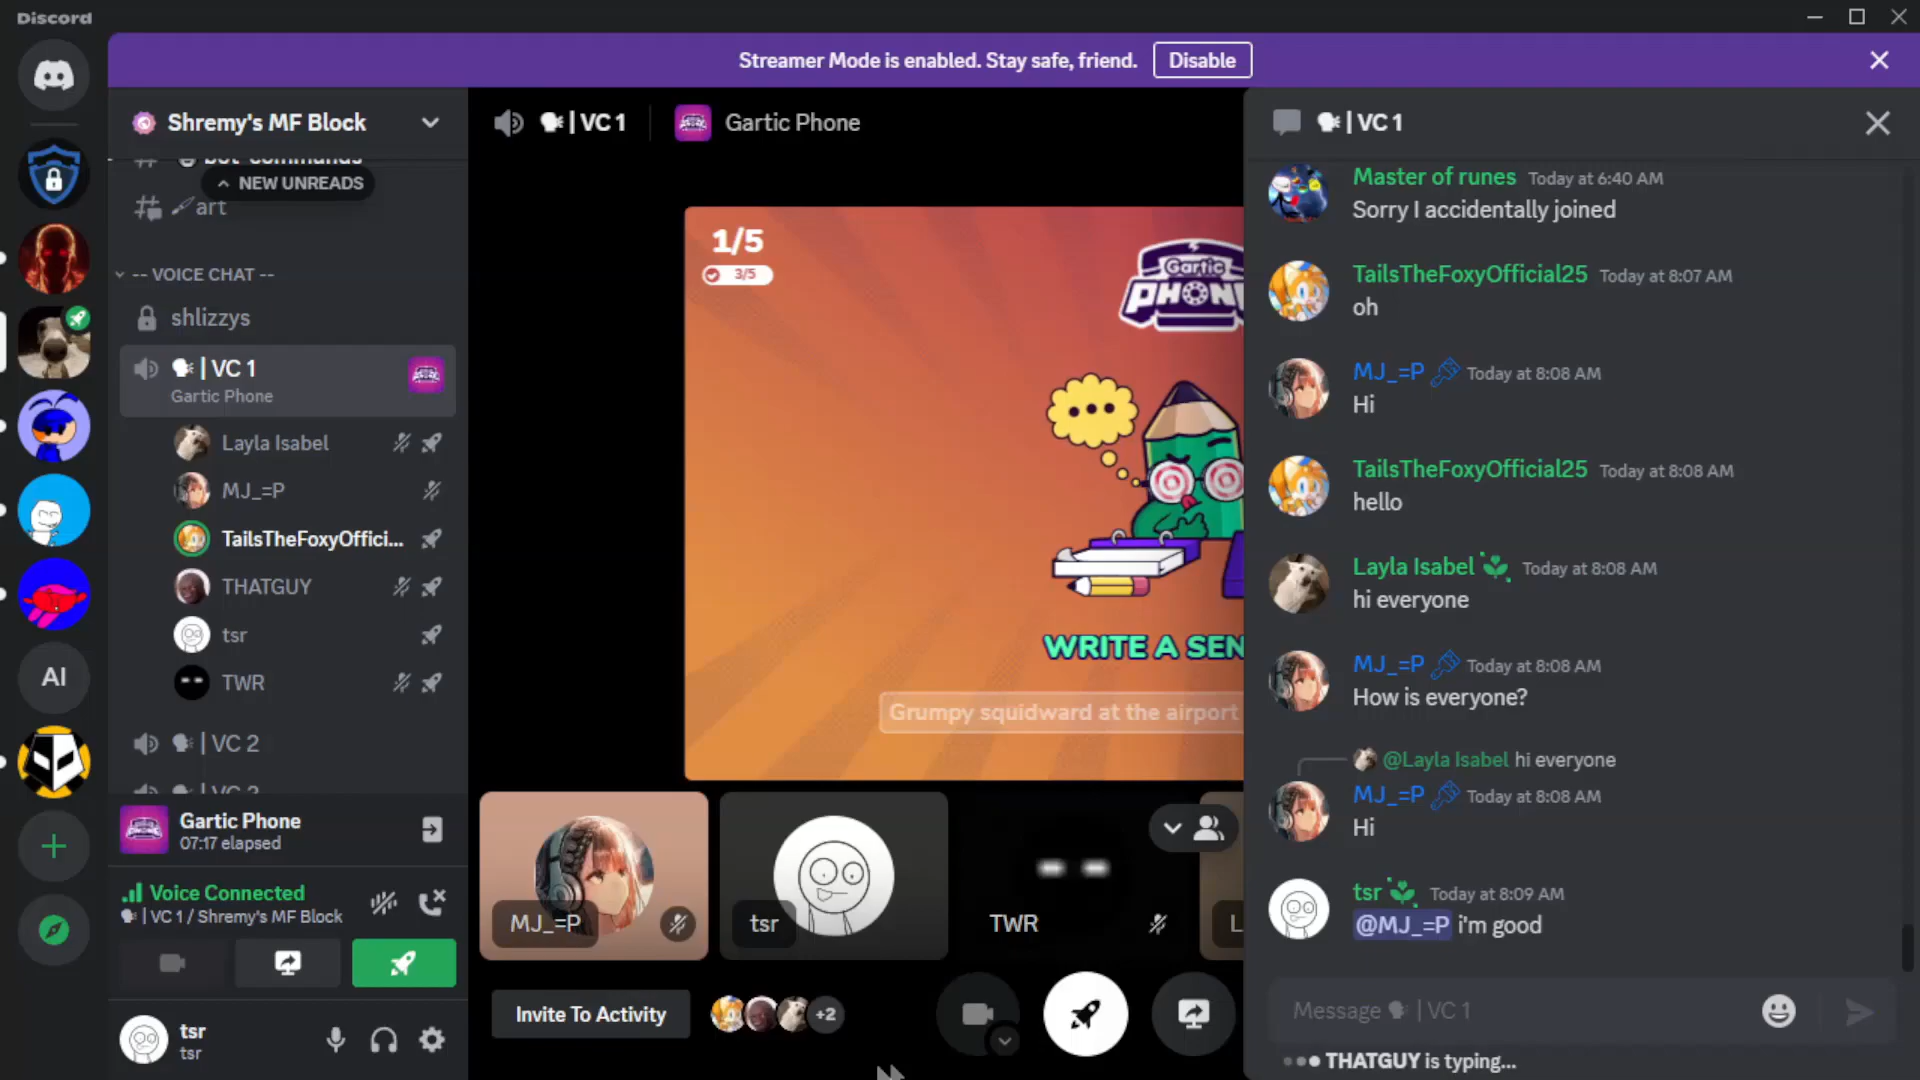 Discord
Streamer Mode is enabled. Stay safe, friend.
Disable
Shremy's MF Block
bot-commands
NEW UNREADS
art
-- VOICE CHAT --
shlizzys
| VC 1
Gartic Phone
Layla Isabel
MJ_=P
TailsTheFoxyOffici...
THATGUY
tsr
TWR
| VC 2
Gartic Phone
07:17 elapsed
Voice Connected
| VC 1 / Shremy's MF Block
tsr
tsr
AI
| VC 1
Gartic Phone
1/5
3/5
Gartic
PHON
WRITE A SEN
Grumpy squidward at the airport
MJ_=P
tsr
TWR
L
Invite To Activity
+2
| VC 1
Master of runes Today at 6:40 AM
Sorry I accidentally joined
TailsTheFoxyOfficial25 Today at 8:07 AM
oh
MJ_=P Today at 8:08 AM
Hi
TailsTheFoxyOfficial25 Today at 8:08 AM
hello
Layla Isabel Today at 8:08 AM
hi everyone
MJ_=P Today at 8:08 AM
How is everyone?
@Layla Isabel hi everyone
MJ_=P Today at 8:08 AM
Hi
tsr Today at 8:09 AM
@MJ_=P i'm good
Message | VC 1
THATGUY is typing...